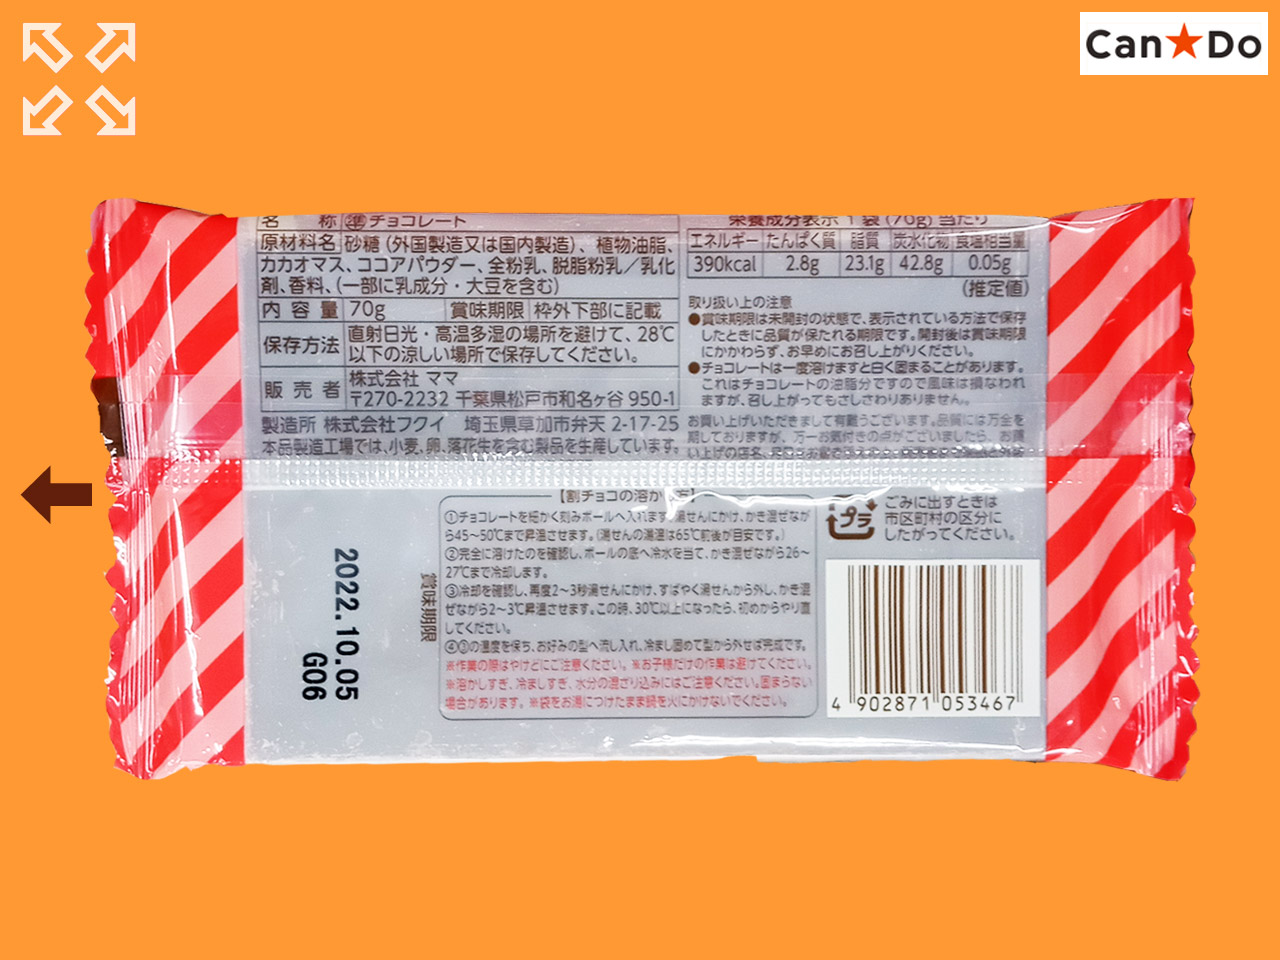 Can★Do
名 称 準チョコレート
原材料名 砂糖(外国製造又は国内製造)、植物油脂、
カカオマス、ココアパウダー、全粉乳、脱脂粉乳/乳化
剤、香料、(一部に乳成分・大豆を含む)
内容量 70g 賞味期限 枠外下部に記載
保存方法 直射日光・高温多湿の場所を避けて、28℃
以下の涼しい場所で保存してください。
販売者 株式会社 ママ
〒270-2232 千葉県松戸市和名ヶ谷 950-1
製造所 株式会社フクイ 埼玉県草加市弁天 2-17-25
本品製造工場では、小麦、卵、落花生を含む製品を生産しています。
栄養成分表示 1袋(70g)当たり
エネルギー たんぱく質 脂質 炭水化物 食塩相当量
390kcal 2.8g 23.1g 42.8g 0.05g
(推定値)
取り扱い上の注意
●賞味期限は未開封の状態で、表示されている方法で保存
したときに品質が保たれる期限です。開封後は賞味期限
にかかわらず、お早めにお召し上がりください。
●チョコレートは一度溶けますと白く固まることがあります。
これはチョコレートの油脂分ですので風味は損なわれ
ますが、召し上がってもさしさわりありません。
お買い上げいただきまして有難うございます。品質には万全を
期しておりますが、万一お気付きの点がございましたら、お買
い上げの店名、
【割チョコの溶かし方】
①チョコレートを細かく刻みボールへ入れます。湯せんにかけ、かき混ぜなが
ら45~50℃まで昇温させます。(湯せんの湯温は65℃前後が目安です。)
②完全に溶けたのを確認し、ボールの底へ冷水を当て、かき混ぜながら26~
27℃まで冷却します。
③冷却を確認し、再度2~3秒湯せんにかけ、すばやく湯せんから外し、かき混
ぜながら2~3℃昇温させます。この時、30℃以上になったら、初めからやり直
してください。
④③の温度を保ち、お好みの型へ流し入れ、冷まし固めて型から外せば完成です。
※作業の際はやけどにご注意ください。※お子様だけの作業は避けてください。
※溶かしすぎ、冷ましすぎ、水分の混ざり込みにはご注意ください。固まらない
場合があります。※袋をお湯につけたまま鍋を火にかけないでください。
賞味期限
2022.10.05
G06
プラ
ごみに出すときは
市区町村の区分に
したがってください。
4 902871 053467